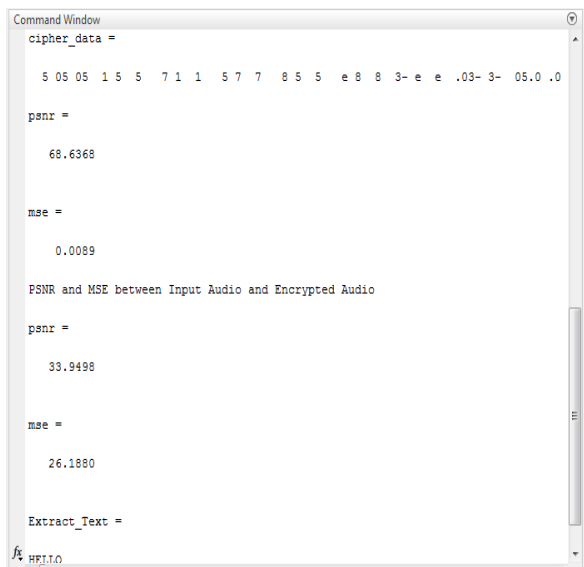 Command Window
cipher_data =
5 05 05 1 5 5 7 1 1 5 7 7 8 5 5 e 8 8 3- e e .03- 3- 05.0 .0
psnr =
68.6368
mse =
0.0089
PSNR and MSE between Input Audio and Encrypted Audio
psnr =
33.9498
mse =
26.1880
Extract_Text =
fx HELLO